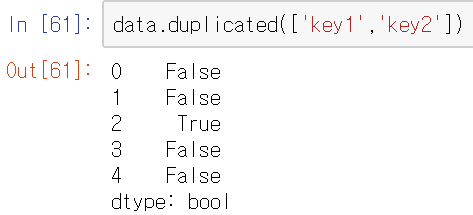 In [61]: data.duplicated(['key1','key2'])
Out[61]: 0 False
1 False
2 True
3 False
4 False
dtype: bool